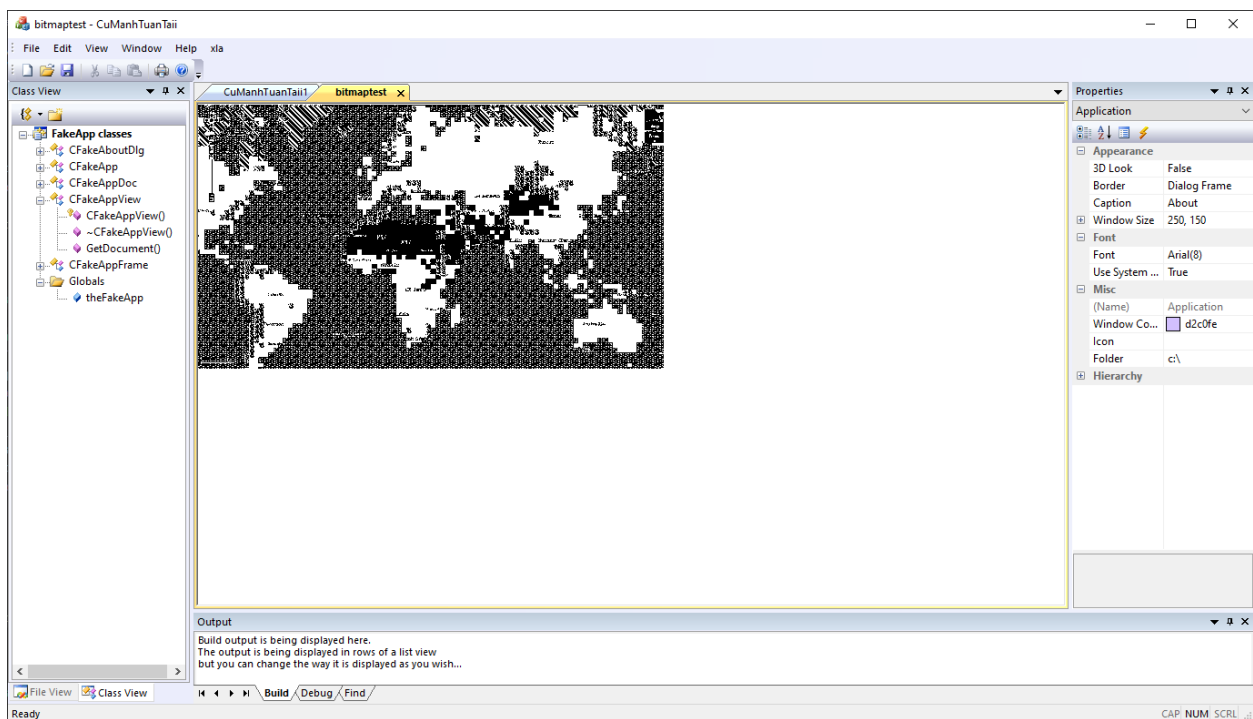 bitmaptest - CuManhTuanTaii
File Edit View Window Help xla
Class View
CuManhTuanTaii1 bitmaptest
FakeApp classes
CFakeAboutDlg
CFakeApp
CFakeAppDoc
CFakeAppView
CFakeAppView()
~CFakeAppView()
GetDocument()
CFakeAppFrame
Globals
theFakeApp
File View Class View
Properties
Application
Appearance
3D Look False
Border Dialog Frame
Caption About
Window Size 250, 150
Font
Font Arial(8)
Use System ... True
Misc
(Name) Application
Window Co... d2c0fe
Icon
Folder c:\
Hierarchy
Output
Build output is being displayed here.
The output is being displayed in rows of a list view
but you can change the way it is displayed as you wish...
Build Debug Find
Ready
CAP NUM SCRL